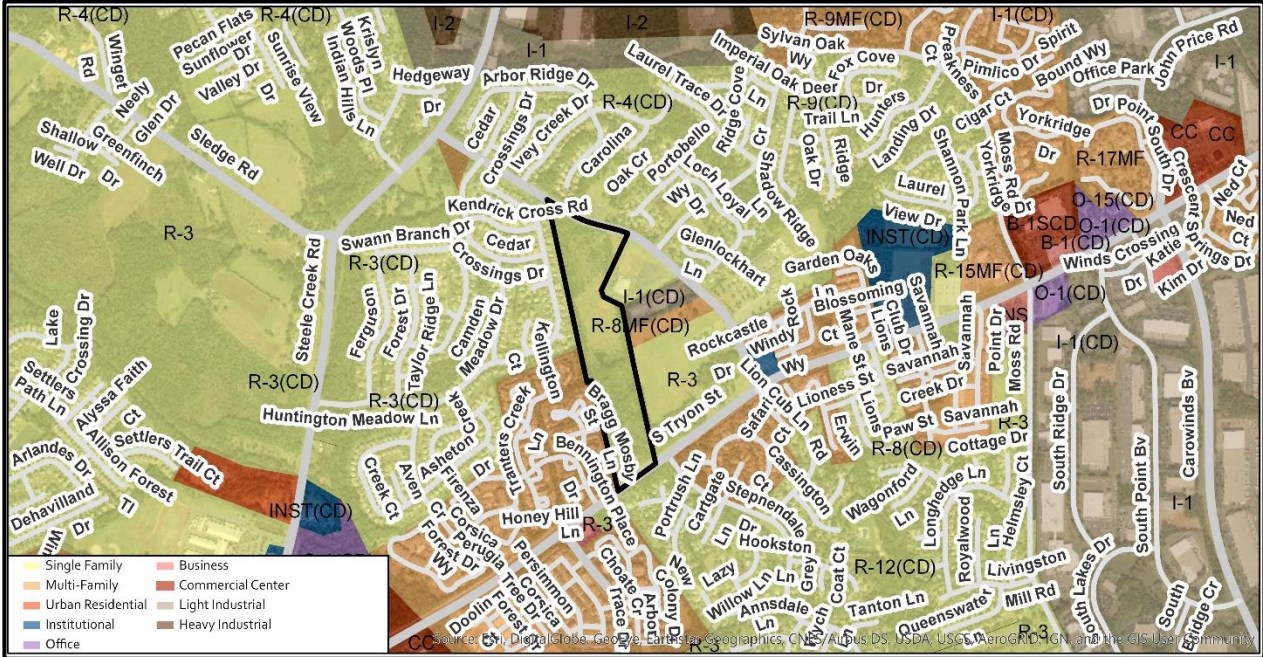 R-4(CD)
R-4(CD)
I-2
I-2
I-1
R-9MF(CD)
I-1(CD)
I-1
Winget
Rd
Pecan Flats
Dr
Sunflower
Valley Dr
Sunrise View
Dr
Krislyn
Woods Pl
Indian Hills
Ln
Hedgeway
Dr
Arbor Ridge Dr
Laurel Trace Dr
Imperial Oak
Ln
Sylvan Oak
Wy
Deer
Fox Cove
Dr
Preakness
Ct
Pimlico Dr
Spirit
Bound Wy
Office Park
Dr
John Price Rd
Neely
Glen Dr
Shallow
Well Dr
Greenfinch
Dr
Sledge Rd
Cedar
Crossings Dr
Ivey Creek Dr
R-4(CD)
Carolina
Oak Cr
Portobello
Wy
Ridge Cove
Cr
R-9(CD)
Trail Ln
Oak Dr
Ridge
Hunters
Landing Dr
Cigar Ct
Yorkridge
Dr
Moss Rd
Yorkridge
Dr
R-17MF
Point
South Dr
CC
CC
Crescent
Springs Dr
Ned Ct
Ned
Ct
Loch Loyal
Ln
Dr
Shadow Ridge
Ln
Shannon Park Ln
Laurel
View Dr
O-15(CD)
O-1(CD)
B-1SCD
B-1(CD)
Kendrick Cross Rd
R-3
Swann Branch Dr
R-3(CD)
Cedar
Crossings Dr
Glenlockhart
Ln
INST(CD)
Garden Oaks
Ln
R-15MF(CD)
Winds Crossing
Dr
Katie
Kim Dr
Steele Creek Rd
Ferguson
Forest Dr
Taylor Ridge Ln
Camden
Meadow Dr
I-1(CD)
R-8MF(CD)
Rockcastle
Dr
Windy Rock
Wy
Blossoming
Ct
Mane St
Lions
Club Dr
Savannah
Savannah
Creek Dr
Savannah
Point Dr
NS
O-1(CD)
Moss Rd
I-1(CD)
Lake
Crossing Dr
Settlers
Path Ln
Alyssa Faith
Ct
Allison Forest
Tl
Settlers Trail Ct
R-3(CD)
R-3(CD)
Huntington Meadow Ln
Kellington
Ct
R-3
S Tryon St
Lion Club Ln
Lioness St
Lions
Paw St
Savannah
R-3
South Ridge Dr
Carowinds Bv
Arlandes Dr
Dehavilland
Dr
INST(CD)
Creek Ct
Aven
Ct
Asheton
Creek
Dr
Firenza
Tranters Creek
Ln
Bragg Mosby
St
Ln
Bennington Place
Dr
Satah
Ct
Rd
Erwin
R-8(CD)
Cottage Dr
Cassington
Ct
Wagonford
Ln
Longhedge Ln
Helmsley Ct
South Point Bv
I-1
Honey Hill
Ln
R-3
Portrush Ln
Cartgate
Stepnendale
Dr
Hookston
Ln
Royalwood
Ln
Corsica
Forest Dr
Wy
Perugia
Tree Dr
Persimmon
Corsica
Doolin
Forest
Choate Cr
Trace
Arbor
New
Colony Dr
Lazy
Willow Ln
Annsdale
Ln
Grey
Coat Ct
R-12(CD)
Tanton Ln
Queenswater
Livingston
Mill Rd
South Lakes Dr
South
Bridge Cr
CC
R-3
R-3
Single Family
Multi-Family
Urban Residential
Institutional
Office
Business
Commercial Center
Light Industrial
Heavy Industrial
Source: Esri, DigitalGlobe, GeoEye, Earthstar Geographics, CNES/Airbus DS, USDA, USGS, AeroGRID, IGN, and the GIS User Community